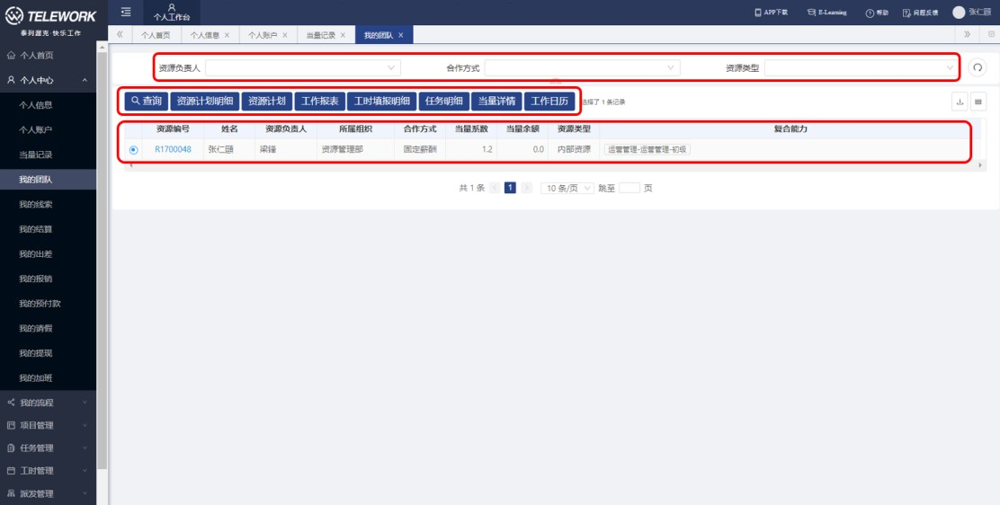 TELEWORK
泰列渥克·快乐工作
个人工作台
APP下载 E-Learning 帮助 问题反馈 张仁颐
个人首页 个人信息 × 个人账户 × 当量记录 × 我的团队 ×
个人首页
个人中心
个人信息
个人账户
当量记录
我的团队
我的线索
我的结算
我的出差
我的报销
我的预付款
我的请假
我的提现
我的加班
我的流程
项目管理
任务管理
工时管理
派发管理
资源负责人 合作方式 资源类型
查询 资源计划明细 资源计划 工作报表 工时填报明细 任务明细 当量详情 工作日历 选择了 1 条记录
资源编号 姓名 资源负责人 所属组织 合作方式 当量系数 当量余额 资源类型 复合能力
R1700048 张仁颐 梁锋 资源管理部 固定薪酬 1.2 0.0 内部资源 运营管理-运营管理-初级
共 1 条 < 1 > 10 条/页 跳至 页